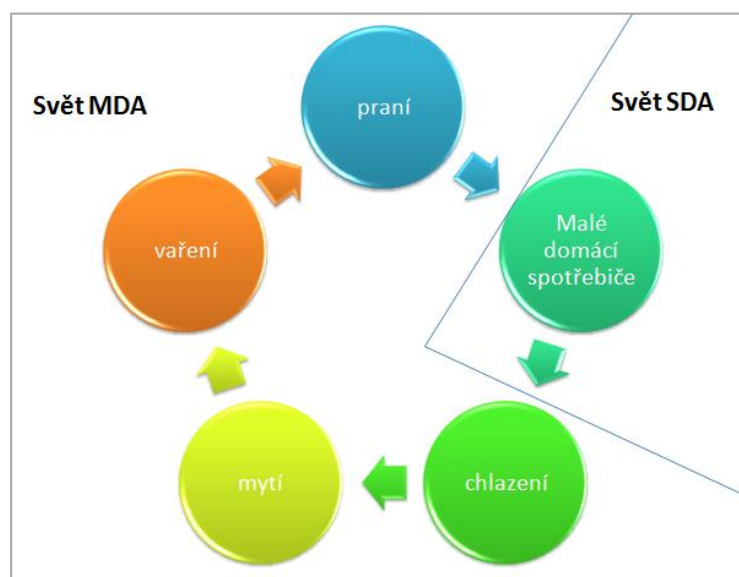 Svět MDA
praní
Svět SDA
Malé
domácí
spotřebiče
vaření
mytí
chlazení